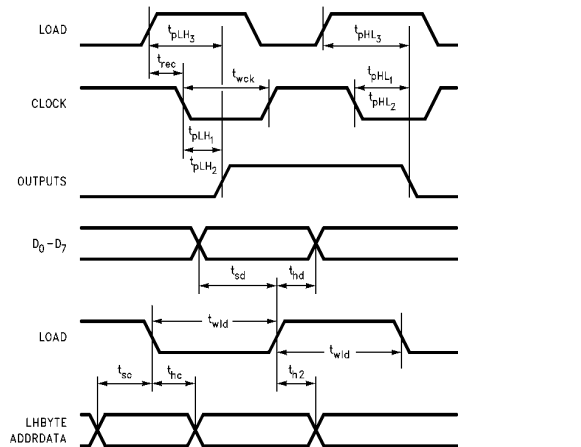 LOAD
tpLH3
tpHL3
trec
twck
tpHL1
CLOCK
tpHL2
tpLH1
tpLH2
OUTPUTS
D0–D7
tsd
thd
twld
LOAD
twld
tsc
thc
th2
LHBYTE
ADDRDATA